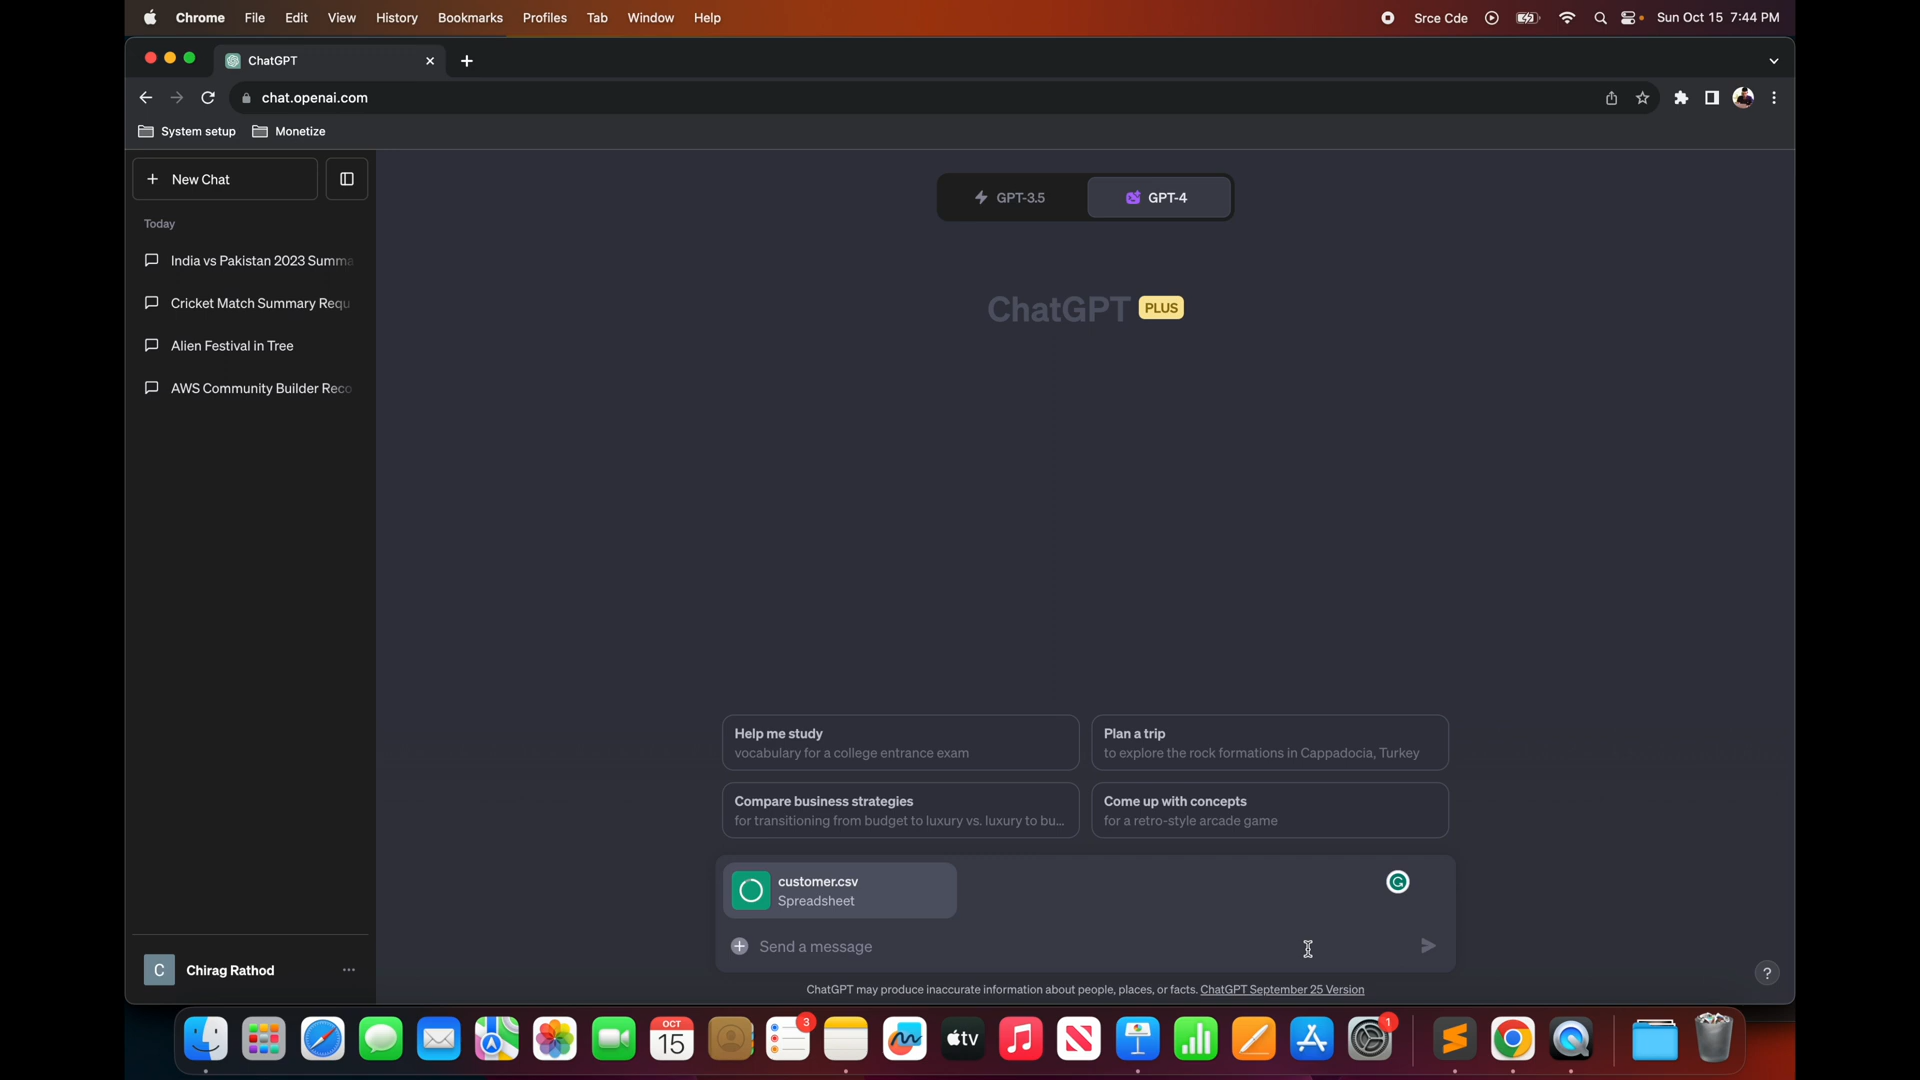 Chrome File Edit View History Bookmarks Profiles Tab Window Help
Srce Cde Sun Oct 15 7:44 PM
ChatGPT
chat.openai.com
System setup Monetize
New Chat
GPT-3.5 GPT-4
Today
India vs Pakistan 2023 Summa
Cricket Match Summary Requ
Alien Festival in Tree
AWS Community Builder Reco
ChatGPT PLUS
Help me study
vocabulary for a college entrance exam
Plan a trip
to explore the rock formations in Cappadocia, Turkey
Compare business strategies
for transitioning from budget to luxury vs. luxury to bu...
Come up with concepts
for a retro-style arcade game
customer.csv
Spreadsheet
Send a message
C Chirag Rathod
?
ChatGPT may produce inaccurate information about people, places, or facts. ChatGPT September 25 Version
OCT
15
3
tv
1